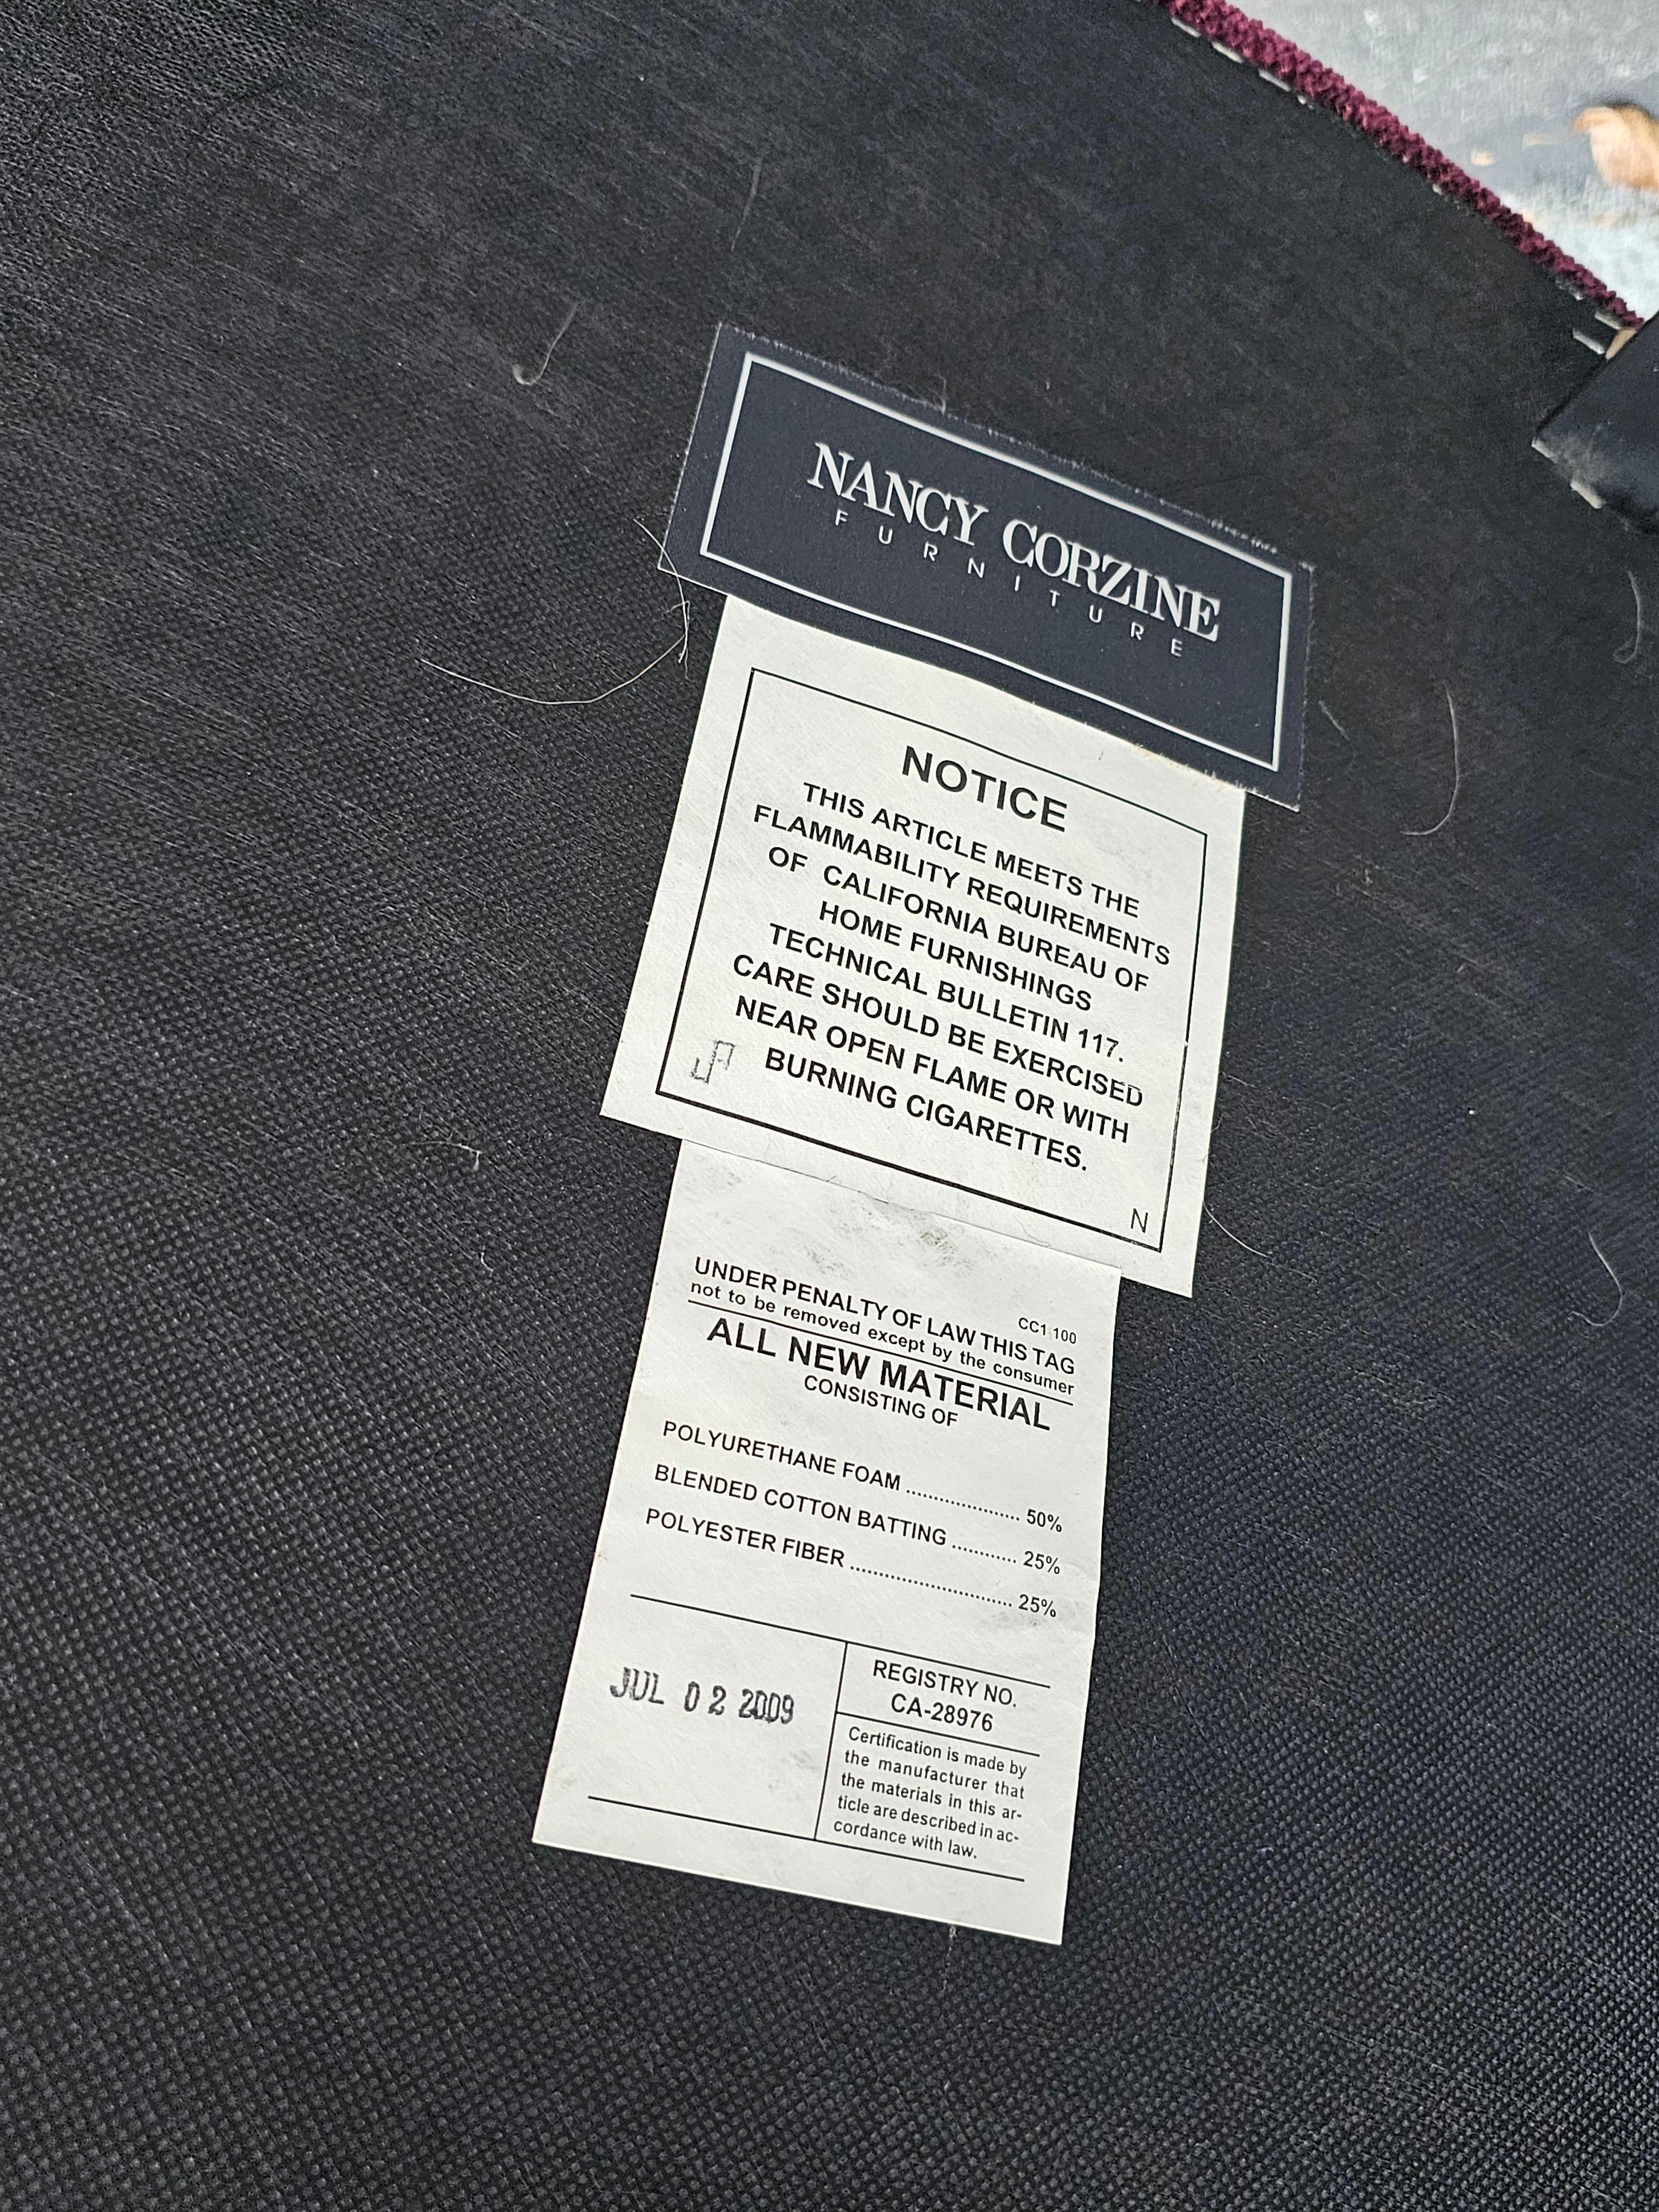 NANCY CORZINE
FURNITURE
NOTICE
THIS ARTICLE MEETS THE
FLAMMABILITY REQUIREMENTS
OF CALIFORNIA BUREAU OF
HOME FURNISHINGS
TECHNICAL BULLETIN 117.
CARE SHOULD BE EXERCISED
NEAR OPEN FLAME OR WITH
BURNING CIGARETTES.
N
CC1 100
UNDER PENALTY OF LAW THIS TAG
not to be removed except by the consumer
ALL NEW MATERIAL
CONSISTING OF
POLYURETHANE FOAM .................... 50%
BLENDED COTTON BATTING ............ 25%
POLYESTER FIBER ............................. 25%
JUL 02 2009
REGISTRY NO.
CA-28976
Certification is made by
the manufacturer that
the materials in this ar-
ticle are described in ac-
cordance with law.